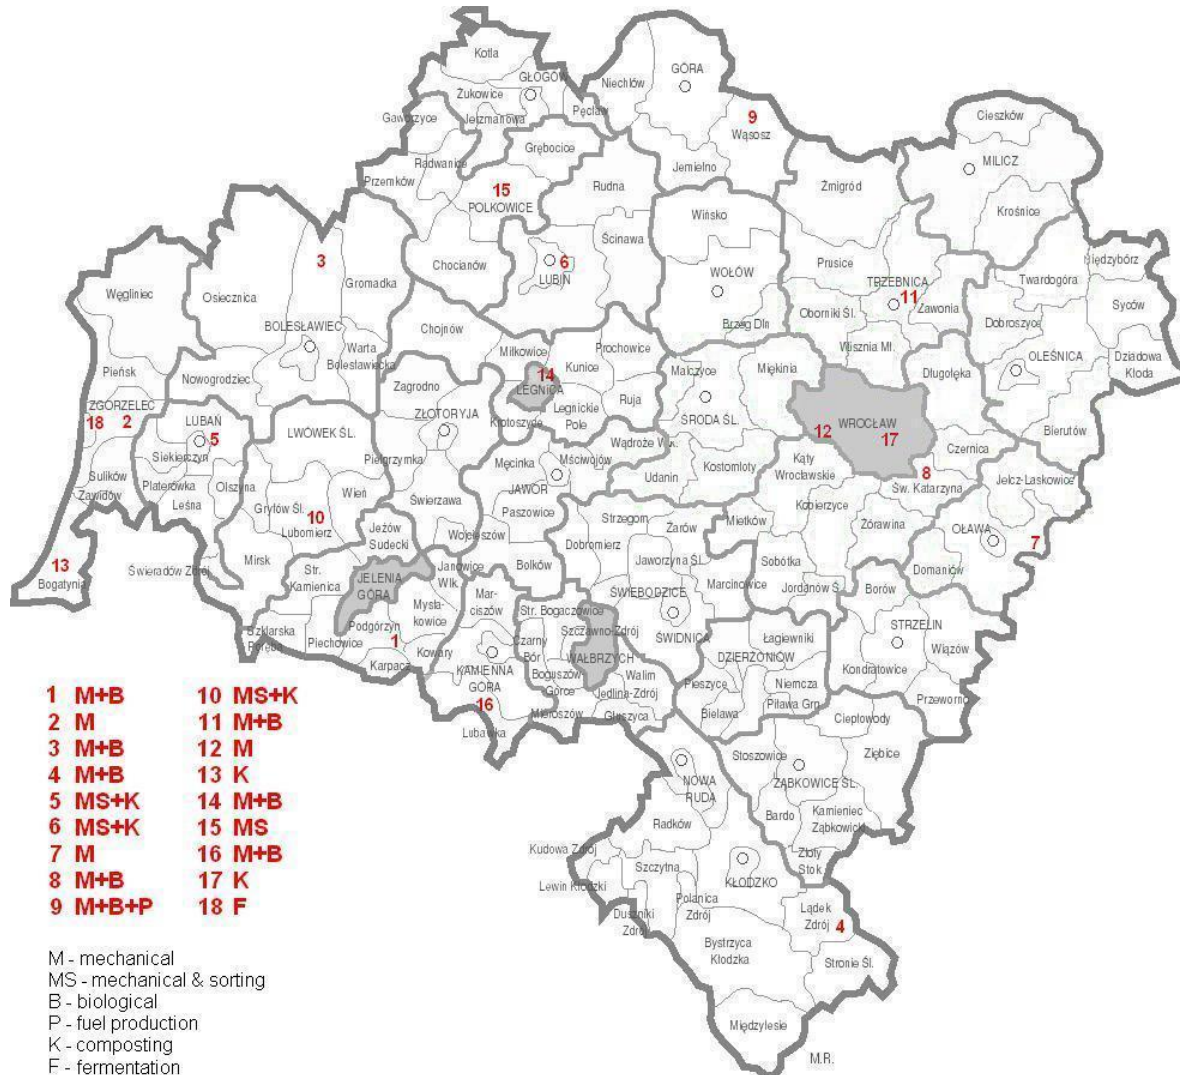 Kotla
GŁOGÓW
Żukowice
Jerzmanowa
Pęcław
Niechlów
GÓRA
9
Wąsosz
Jemielno
Gaworzyce
Radwanice
Przemków
Grębocice
15
POLKOWICE
Rudna
Chocianów
Ścinawa
6
LUBIN
Cieszków
MILICZ
Krośnice
Żmigród
Wińsko
WOŁÓW
Brzeg Dln
Prusice
TRZEBNICA
11
Zawonia
Oborniki Śl.
Wisznia Mł.
Międzybórz
Twardogóra
Syców
Dobroszyce
OLEŚNICA
Dziadowa
Kłoda
Bierutów
Długołęka
3
Węgliniec
Osiecznica
Gromadka
BOLESŁAWIEC
Warta
Bolesławiecka
Nowogrodziec
Pieńsk
ZGORZELEC
18
2
Sulików
Zawidów
13
Bogatynia
LUBAŃ
5
Siekierczyn
Platerówka
Olszyna
Leśna
Świeradów Zdrój
LWÓWEK ŚL.
Gryfów Śl.
10
Lubomierz
Wleń
Mirsk
Chojnów
Miłkowice
Kunice
Prochowice
14
LEGNICA
Legnickie
Pole
Ruja
Krotoszyde
Zagrodno
ZŁOTORYJA
Pielgrzymka
Świerzawa
Wojcieszów
Malczyce
Miękinia
ŚRODA ŚL.
Wądroże Wlk.
Udanin
Kostomłoty
Męcinka
Mściwojów
JAWOR
Paszowice
Bolków
WROCŁAW
12
17
8
Czernica
Św. Katarzyna
Kąty
Wrocławskie
Kobierzyce
Żórawina
Mietków
Sobótka
Jordanów Ś
Jelcz-Laskowice
OŁAWA
7
Domaniów
Borów
STRZELIN
Wiązów
Kondratowice
Przeworno
Strzegom
Żarów
Dobromierz
Jaworzyna Śl.
ŚWIEBODZICE
Marcinowice
ŚWIDNICA
Jeżów
Sudecki
Str.
Kamienica
JELENIA
GÓRA
Janowice
Wlk.
Mysła-
kowice
Podgórzyn
1
Szklarska
Poręba
Piechowice
Kowary
Karpacz
Mar-
ciszów
KAMIENNA
GÓRA
16
Lubawka
Str. Bogaczowice
Czarny
Bór
Szczawno-Zdrój
WAŁBRZYCH
Boguszów-
Gorce
Walim
Jedlina-Zdrój
Głuszyca
Mieroszów
Łagiewniki
DZIERŻONIÓW
Pieszyce
Niemcza
Piława Grn
Bielawa
Ciepłowody
Stoszowice
Ziębice
ZĄBKOWICE ŚL.
Bardo
Kamieniec
Ząbkowicki
Złoty
Stok.
NOWA
RUDA
Radków
Kudowa Zdrój
Szczytna
Lewin Kłodzki
Duszniki
Zdrój
Polanica
Zdrój
KŁODZKO
Lądek
Zdrój
4
Bystrzyca
Kłodzka
Stronie Śl.
Międzylesie
M.R.
1 M+B
2 M
3 M+B
4 M+B
5 MS+K
6 MS+K
7 M
8 M+B
9 M+B+P
10 MS+K
11 M+B
12 M
13 K
14 M+B
15 MS
16 M+B
17 K
18 F
M - mechanical
MS - mechanical & sorting
B - biological
P - fuel production
K - composting
F - fermentation